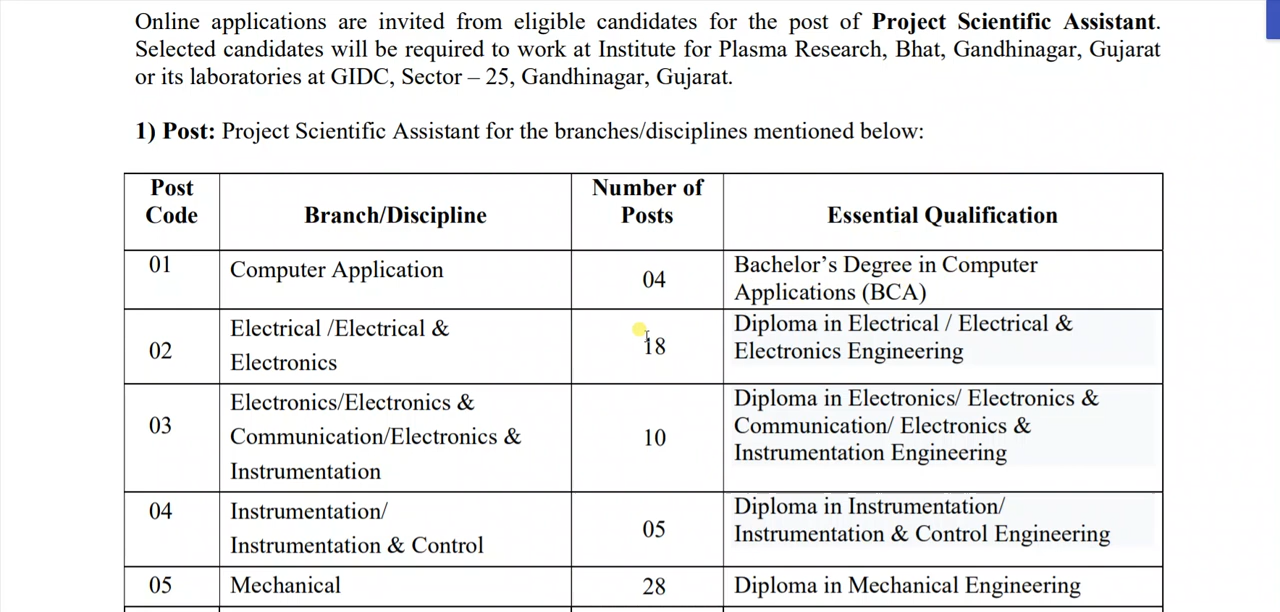 Online applications are invited from eligible candidates for the post of Project Scientific Assistant.
Selected candidates will be required to work at Institute for Plasma Research, Bhat, Gandhinagar, Gujarat
or its laboratories at GIDC, Sector – 25, Gandhinagar, Gujarat.
1) Post: Project Scientific Assistant for the branches/disciplines mentioned below:
Post Code
Branch/Discipline
Number of Posts
Essential Qualification
01
Computer Application
04
Bachelor’s Degree in Computer
Applications (BCA)
02
Electrical /Electrical &
Electronics
18
Diploma in Electrical / Electrical &
Electronics Engineering
03
Electronics/Electronics &
Communication/Electronics &
Instrumentation
10
Diploma in Electronics/ Electronics &
Communication/ Electronics &
Instrumentation Engineering
04
Instrumentation/
Instrumentation & Control
05
Diploma in Instrumentation/
Instrumentation & Control Engineering
05
Mechanical
28
Diploma in Mechanical Engineering